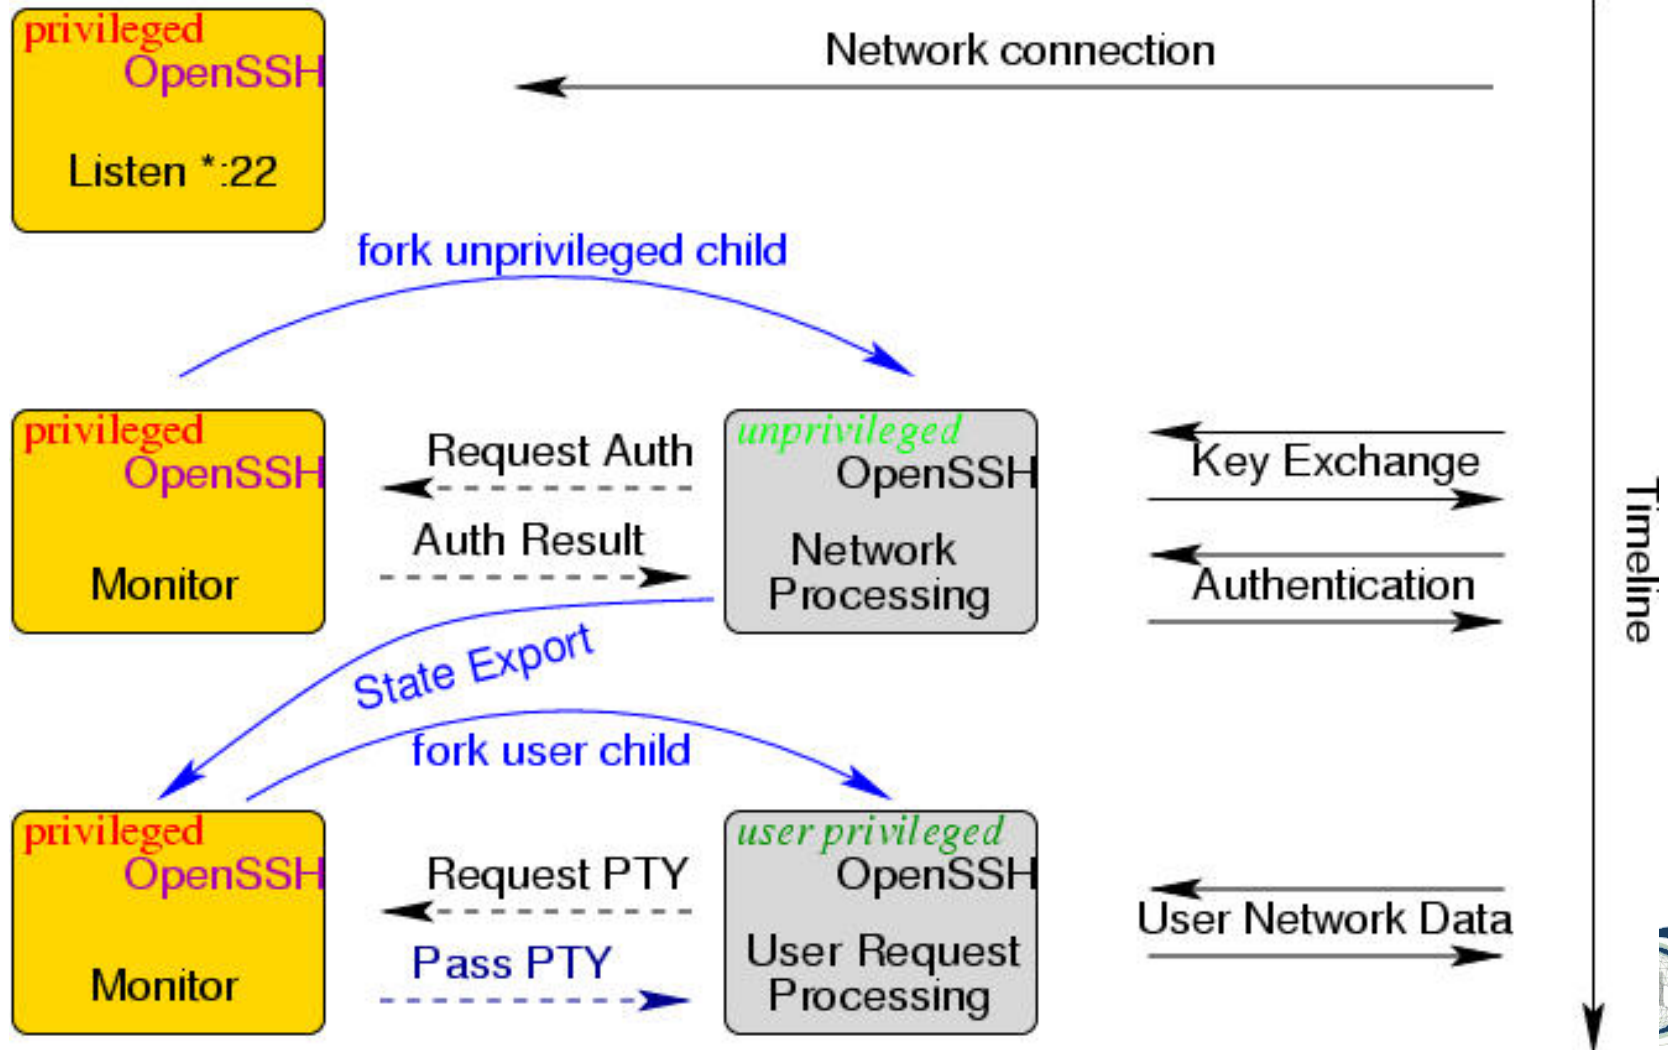 privileged
OpenSSH
Listen *:22
Network connection
fork unprivileged child
privileged
OpenSSH
Monitor
Request Auth
Auth Result
unprivileged
OpenSSH
Network
Processing
Key Exchange
Authentication
Timeline
State Export
fork user child
privileged
OpenSSH
Monitor
Request PTY
Pass PTY
user privileged
OpenSSH
User Request
Processing
User Network Data